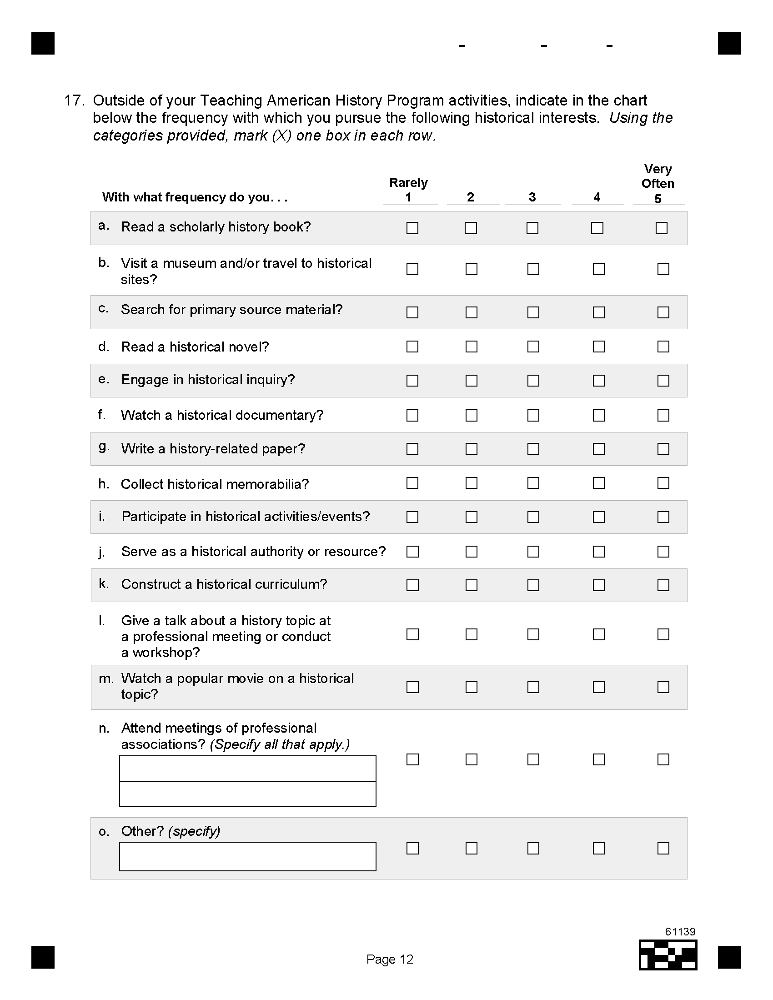 - - -
17. Outside of your Teaching American History Program activities, indicate in the chart
below the frequency with which you pursue the following historical interests. Using the
categories provided, mark (X) one box in each row.
With what frequency do you. . .
Rarely
1
2
3
4
Very
Often
5
a. Read a scholarly history book?
b. Visit a museum and/or travel to historical
sites?
c. Search for primary source material?
d. Read a historical novel?
e. Engage in historical inquiry?
f. Watch a historical documentary?
g. Write a history-related paper?
h. Collect historical memorabilia?
i. Participate in historical activities/events?
j. Serve as a historical authority or resource?
k. Construct a historical curriculum?
l. Give a talk about a history topic at
a professional meeting or conduct
a workshop?
m. Watch a popular movie on a historical
topic?
n. Attend meetings of professional
associations? (Specify all that apply.)
o. Other? (specify)
61139
Page 12